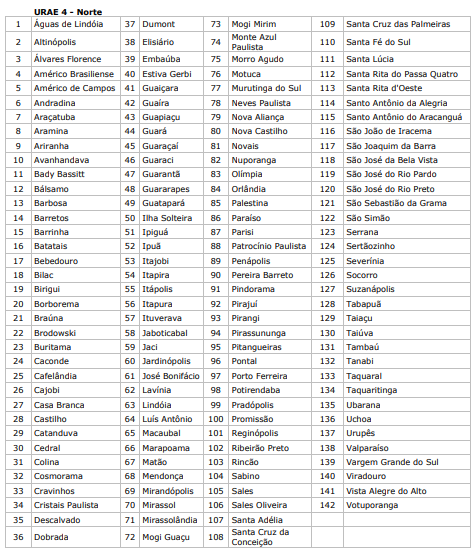 URAE 4 - Norte
1 Águas de Lindóia 37 Dumont 73 Mogi Mirim 109 Santa Cruz das Palmeiras
2 Altinópolis 38 Elisiário 74 Monte Azul Paulista 110 Santa Fé do Sul
3 Álvares Florence 39 Embaúba 75 Morro Agudo 111 Santa Lúcia
4 Américo Brasiliense 40 Estiva Gerbi 76 Motuca 112 Santa Rita do Passa Quatro
5 Américo de Campos 41 Guaiçara 77 Murutinga do Sul 113 Santa Rita d'Oeste
6 Andradina 42 Guaíra 78 Neves Paulista 114 Santo Antônio da Alegria
7 Araçatuba 43 Guapiaçu 79 Nova Aliança 115 Santo Antônio do Aracanguá
8 Aramina 44 Guará 80 Nova Castilho 116 São João de Iracema
9 Ariranha 45 Guaraçaí 81 Novais 117 São Joaquim da Barra
10 Avanhandava 46 Guaraci 82 Nuporanga 118 São José da Bela Vista
11 Bady Bassitt 47 Guarantã 83 Olímpia 119 São José do Rio Pardo
12 Bálsamo 48 Guararapes 84 Orlândia 120 São José do Rio Preto
13 Barbosa 49 Guatapará 85 Palestina 121 São Sebastião da Grama
14 Barretos 50 Ilha Solteira 86 Paraíso 122 São Simão
15 Barrinha 51 Ipiguá 87 Parisi 123 Serrana
16 Batatais 52 Ipuã 88 Patrocínio Paulista 124 Sertãozinho
17 Bebedouro 53 Itajobi 89 Penápolis 125 Severínia
18 Bilac 54 Itapira 90 Pereira Barreto 126 Socorro
19 Birigui 55 Itápolis 91 Pindorama 127 Suzanápolis
20 Borborema 56 Itapura 92 Pirajuí 128 Tabapuã
21 Braúna 57 Ituverava 93 Pirangi 129 Taiaçu
22 Brodowski 58 Jaboticabal 94 Pirassununga 130 Taiúva
23 Buritama 59 Jaci 95 Pitangueiras 131 Tambaú
24 Caconde 60 Jardinópolis 96 Pontal 132 Tanabi
25 Cafelândia 61 José Bonifácio 97 Porto Ferreira 133 Taquaral
26 Cajobi 62 Lavínia 98 Potirendaba 134 Taquaritinga
27 Casa Branca 63 Lindóia 99 Pradópolis 135 Ubarana
28 Castilho 64 Luís Antônio 100 Promissão 136 Uchoa
29 Catanduva 65 Macaubal 101 Reginópolis 137 Urupês
30 Cedral 66 Marapoama 102 Ribeirão Preto 138 Valparaíso
31 Colina 67 Matão 103 Rincão 139 Vargem Grande do Sul
32 Cosmorama 68 Mendonça 104 Sabino 140 Viradouro
33 Cravinhos 69 Mirandópolis 105 Sales 141 Vista Alegre do Alto
34 Cristais Paulista 70 Mirassol 106 Sales Oliveira 142 Votuporanga
35 Descalvado 71 Mirassolândia 107 Santa Adélia
36 Dobrada 72 Mogi Guaçu 108 Santa Cruz da Conceição